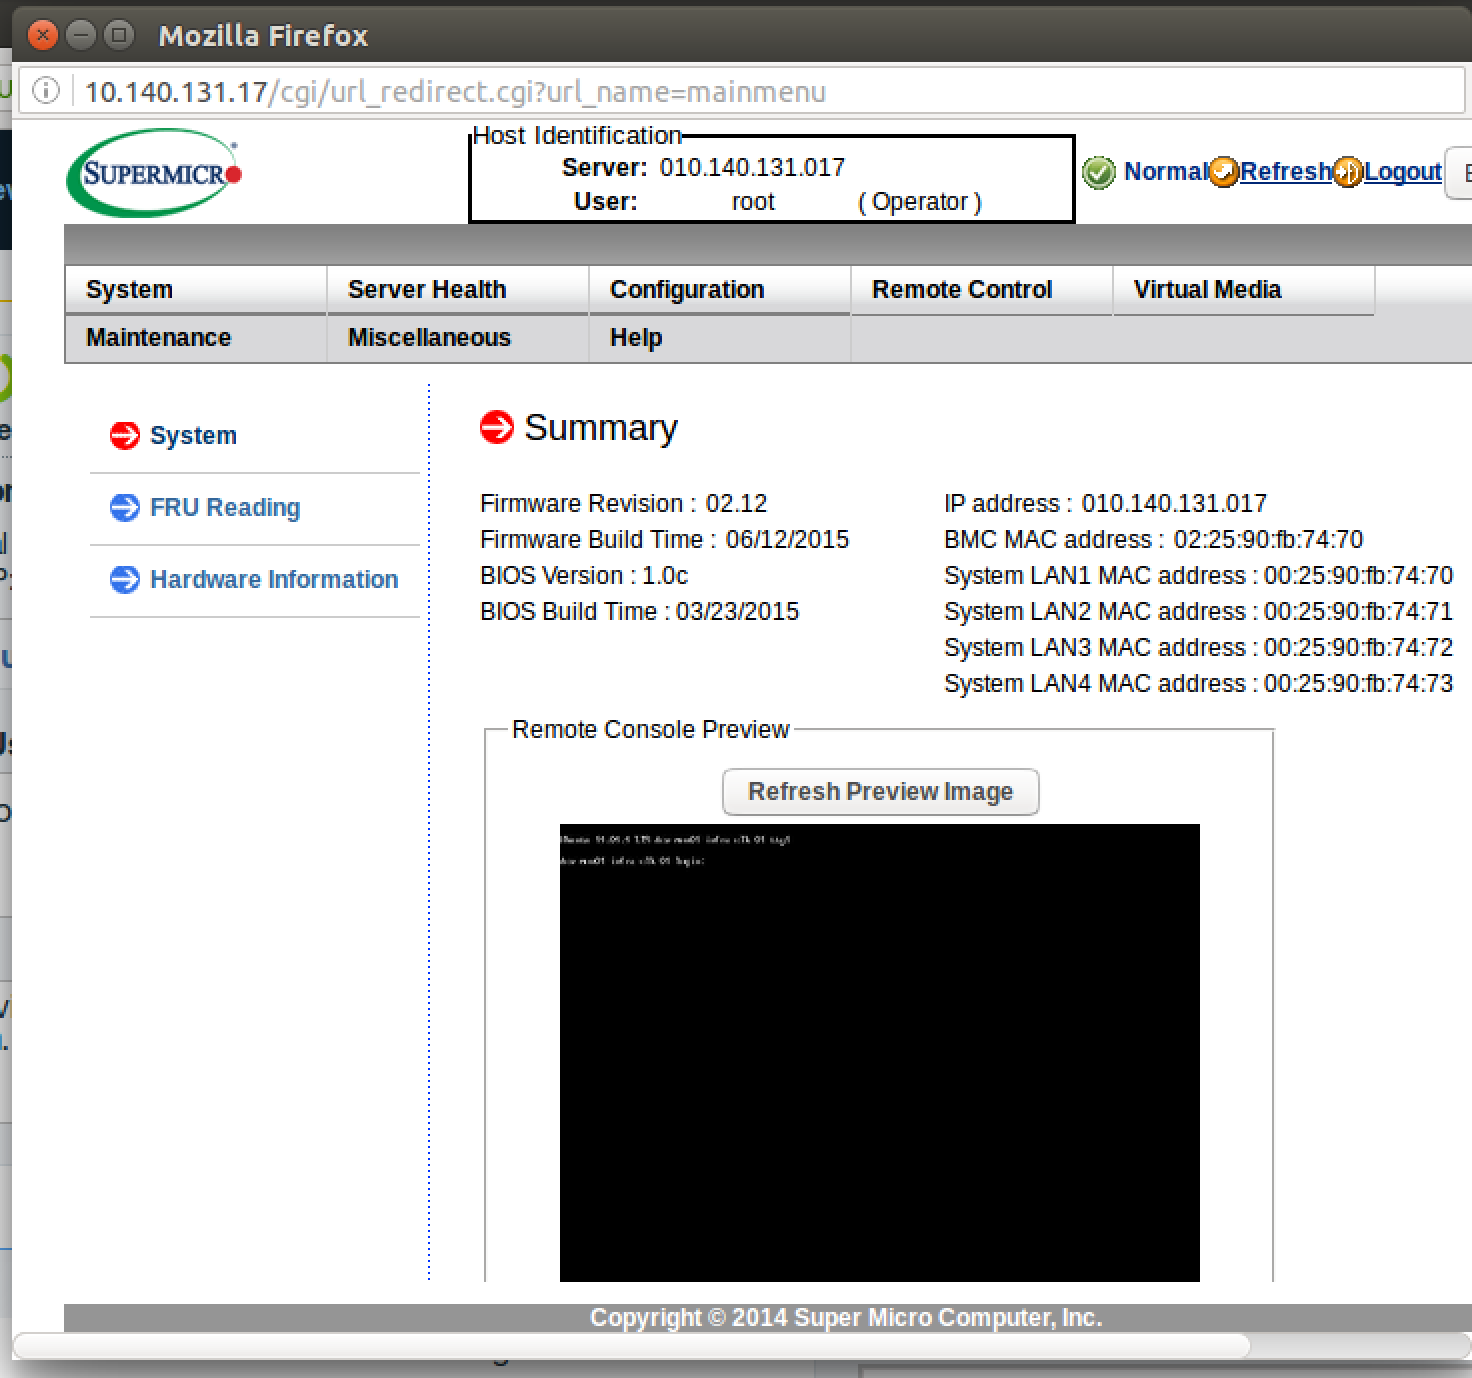 Mozilla Firefox
10.140.131.17/cgi/url_redirect.cgi?url_name=mainmenu
SUPERMICR
Host Identification
Server: 010.140.131.017
User: root ( Operator )
Normal Refresh Logout
System Server Health Configuration Remote Control Virtual Media
Maintenance Miscellaneous Help
System
FRU Reading
Hardware Information
Summary
Firmware Revision : 02.12
Firmware Build Time : 06/12/2015
BIOS Version : 1.0c
BIOS Build Time : 03/23/2015
IP address : 010.140.131.017
BMC MAC address : 02:25:90:fb:74:70
System LAN1 MAC address : 00:25:90:fb:74:70
System LAN2 MAC address : 00:25:90:fb:74:71
System LAN3 MAC address : 00:25:90:fb:74:72
System LAN4 MAC address : 00:25:90:fb:74:73
Remote Console Preview
Refresh Preview Image
login:
Copyright © 2014 Super Micro Computer, Inc.